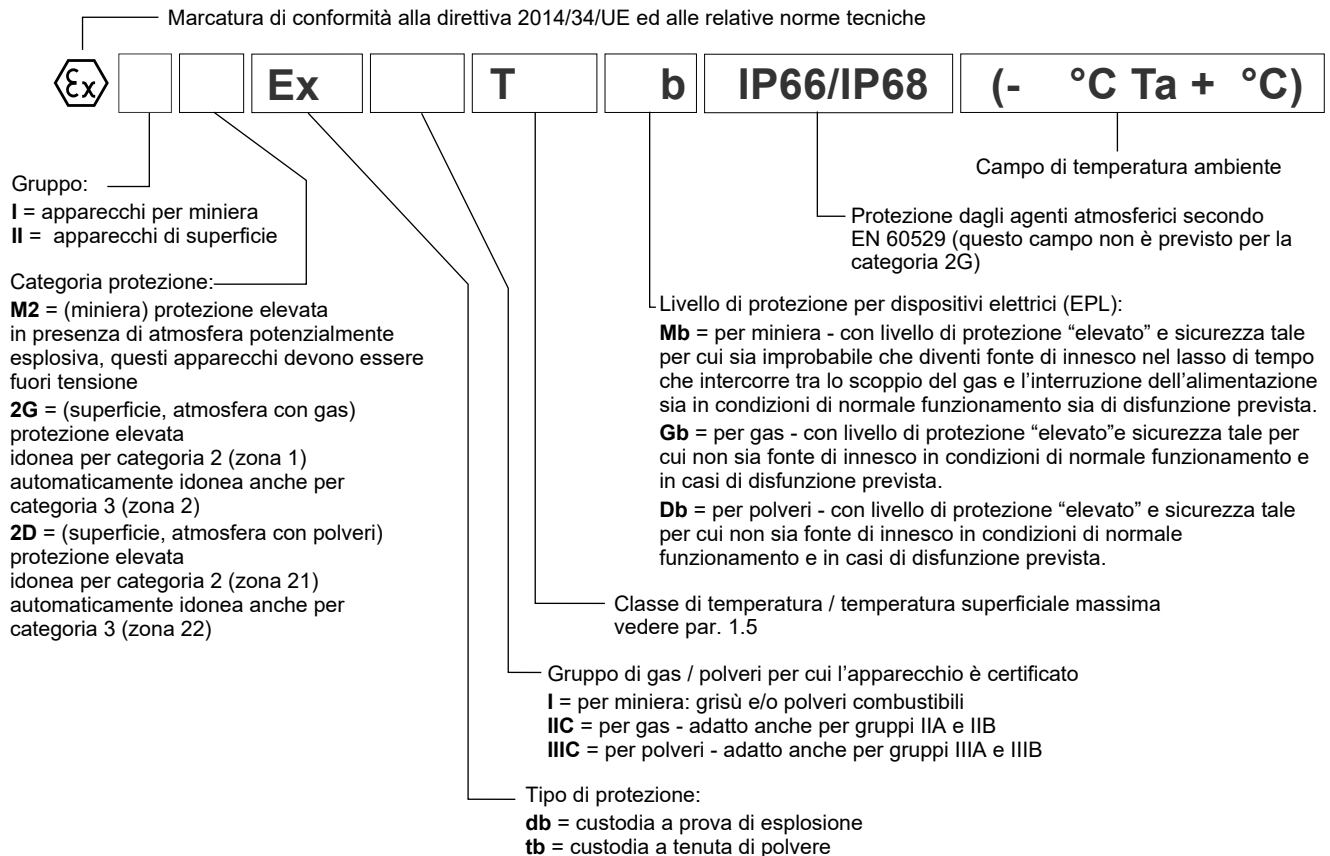 Marcatura di conformità alla direttiva 2014/34/UE ed alle relative norme tecniche
Ex Ex T b IP66/IP68 (- °C Ta + °C)
Campo di temperatura ambiente
Gruppo:
I = apparecchi per miniera
II = apparecchi di superficie
Protezione dagli agenti atmosferici secondo
EN 60529 (questo campo non è previsto per la
categoria 2G)
Categoria protezione:
M2 = (miniera) protezione elevata
in presenza di atmosfera potenzialmente
esplosiva, questi apparecchi devono essere
fuori tensione
2G = (superficie, atmosfera con gas)
protezione elevata
idonea per categoria 2 (zona 1)
automaticamente idonea anche per
categoria 3 (zona 2)
2D = (superficie, atmosfera con polveri)
protezione elevata
idonea per categoria 2 (zona 21)
automaticamente idonea anche per
categoria 3 (zona 22)
Livello di protezione per dispositivi elettrici (EPL):
Mb = per miniera - con livello di protezione “elevato” e sicurezza tale
per cui sia improbabile che diventi fonte di innesco nel lasso di tempo
che intercorre tra lo scoppio del gas e l’interruzione dell’alimentazione
sia in condizioni di normale funzionamento sia di disfunzione prevista.
Gb = per gas - con livello di protezione “elevato”e sicurezza tale per
cui non sia fonte di innesco in condizioni di normale funzionamento e
in casi di disfunzione prevista.
Db = per polveri - con livello di protezione “elevato” e sicurezza tale
per cui non sia fonte di innesco in condizioni di normale
funzionamento e in casi di disfunzione prevista.
Classe di temperatura / temperatura superficiale massima
vedere par. 1.5
Gruppo di gas / polveri per cui l’apparecchio è certificato
I = per miniera: grisù e/o polveri combustibili
IIC = per gas - adatto anche per gruppi IIA e IIB
IIIC = per polveri - adatto anche per gruppi IIIA e IIIB
Tipo di protezione:
db = custodia a prova di esplosione
tb = custodia a tenuta di polvere